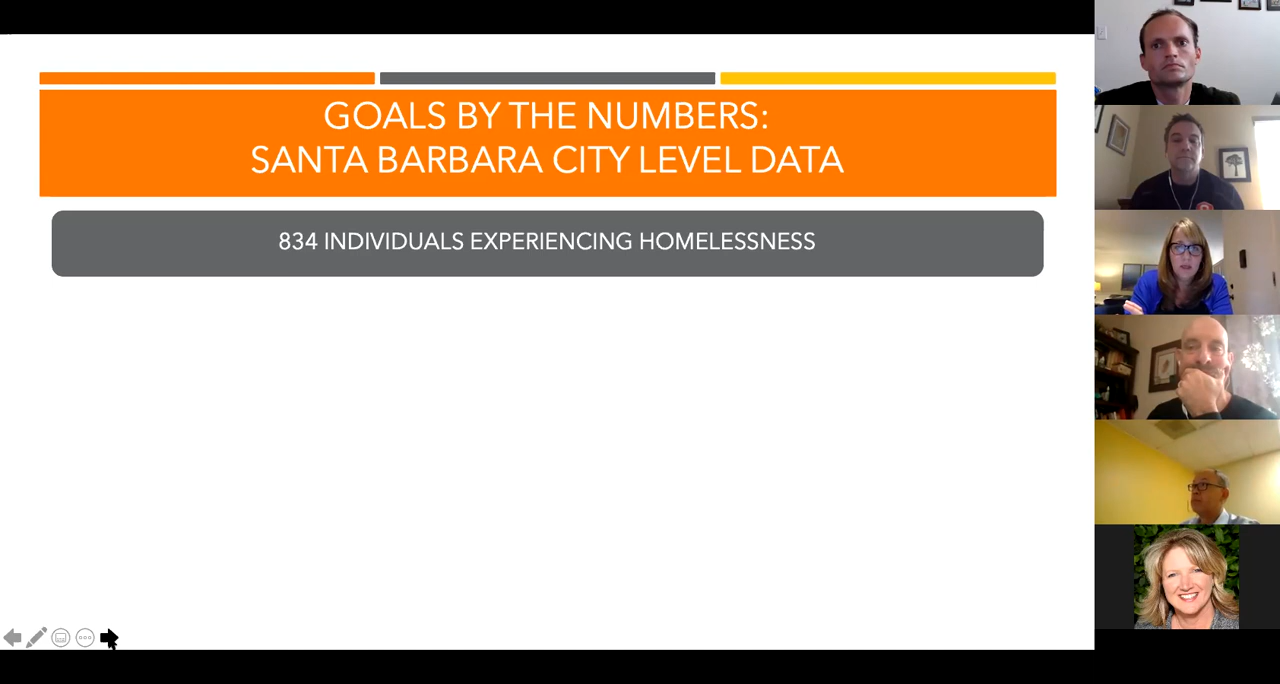 GOALS BY THE NUMBERS:
SANTA BARBARA CITY LEVEL DATA
834 INDIVIDUALS EXPERIENCING HOMELESSNESS